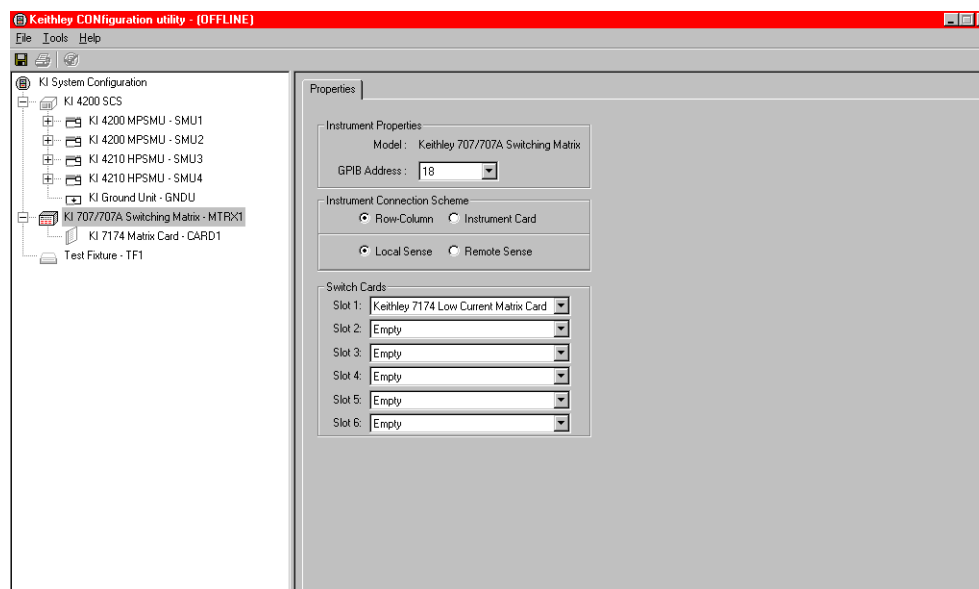 Keithley CONfiguration utility - (OFFLINE)
File Tools Help
KI System Configuration
KI 4200 SCS
KI 4200 MPSMU - SMU1
KI 4200 MPSMU - SMU2
KI 4210 HPSMU - SMU3
KI 4210 HPSMU - SMU4
KI Ground Unit - GNDU
KI 707/707A Switching Matrix - MTRX1
KI 7174 Matrix Card - CARD1
Test Fixture - TF1
Properties
Instrument Properties
Model : Keithley 707/707A Switching Matrix
GPIB Address : 18
Instrument Connection Scheme
Row-Column Instrument Card
Local Sense Remote Sense
Switch Cards
Slot 1: Keithley 7174 Low Current Matrix Card
Slot 2: Empty
Slot 3: Empty
Slot 4: Empty
Slot 5: Empty
Slot 6: Empty